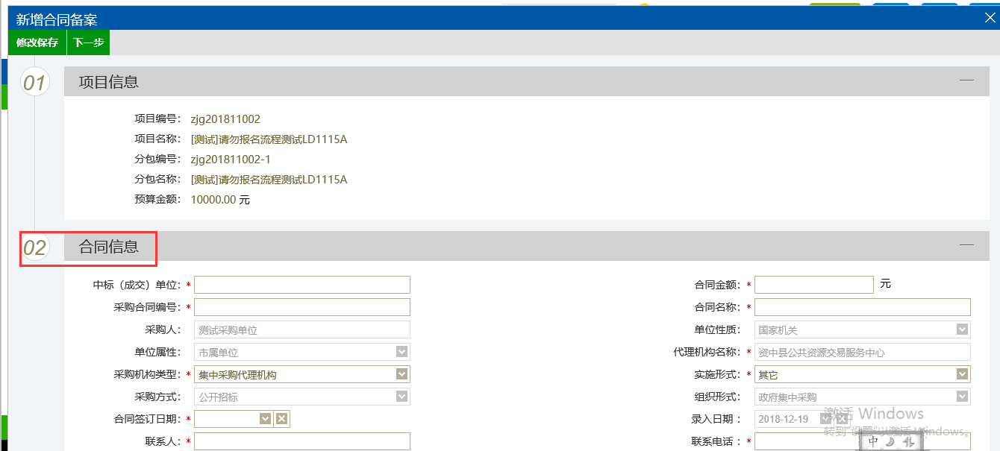 新增合同备案
修改保存 下一步
01 项目信息
项目编号： zjg201811002
项目名称： [测试]请勿报名流程测试LD1115A
分包编号： zjg201811002-1
分包名称： [测试]请勿报名流程测试LD1115A
预算金额： 10000.00 元
02 合同信息
中标（成交）单位：* 合同金额：* 元
采购合同编号：* 合同名称：*
采购人： 测试采购单位 单位性质： 国家机关
单位属性： 市属单位 代理机构名称：* 资中县公共资源交易服务中心
采购机构类型：* 集中采购代理机构 实施形式：* 其它
采购方式： 公开招标 组织形式： 政府集中采购
合同签订日期：* 录入日期： 2018-12-19
激活 Windows
转到"设置"以激活 Windows。
联系人：* 联系电话：*
中